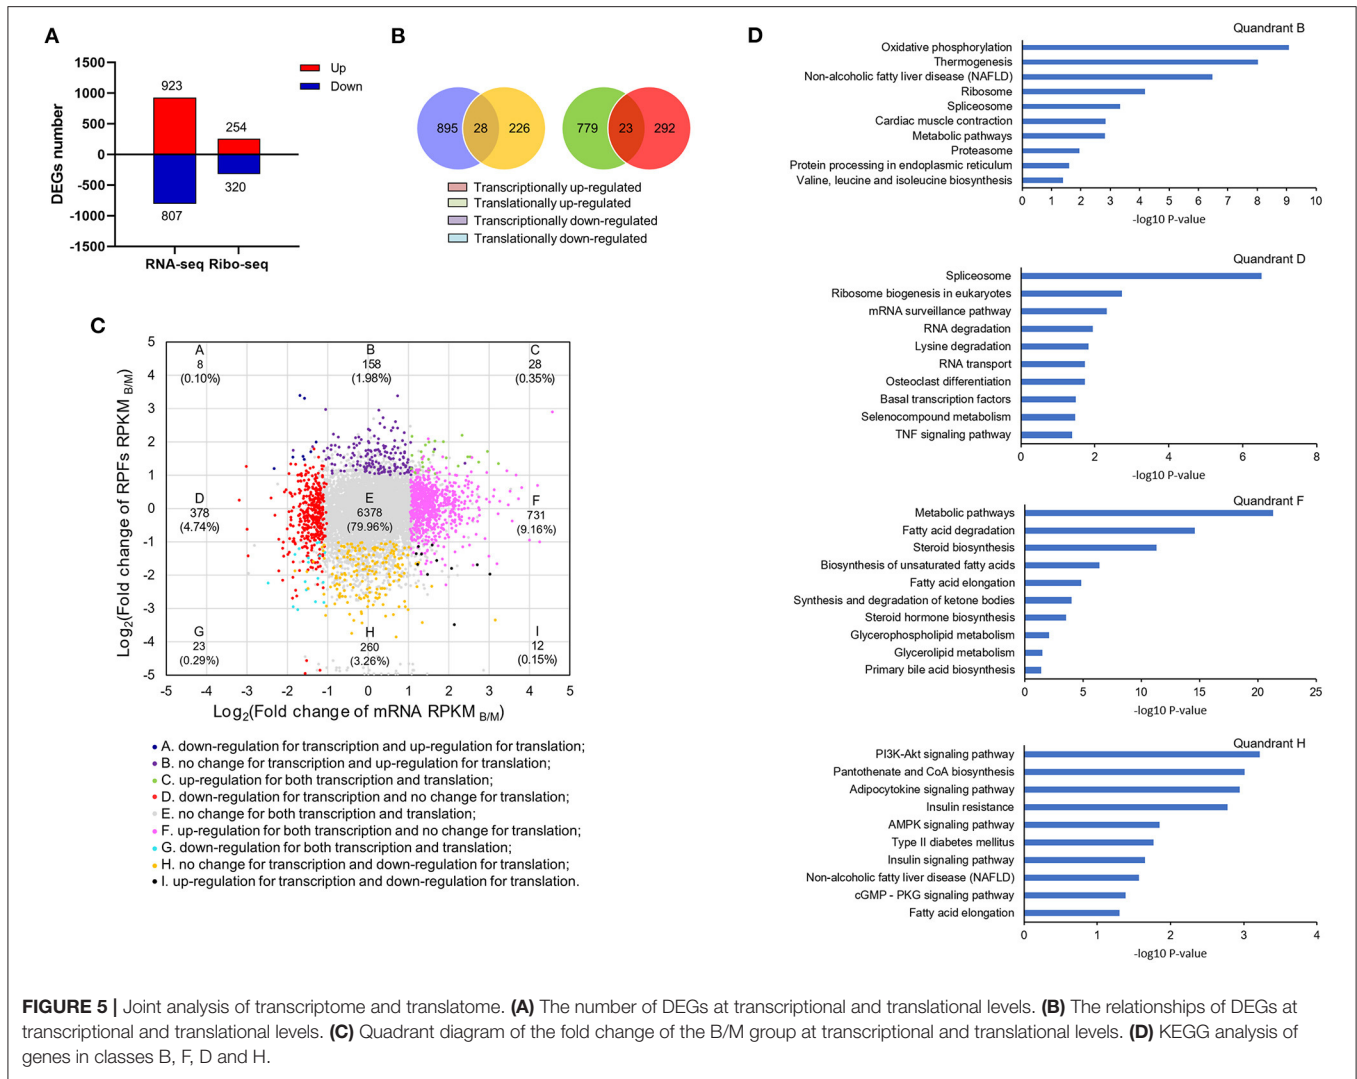 A
1500
1000
500
0
-500
-1000
-1500
DEGs number
923
254
807
320
RNA-seq Ribo-seq
Up
Down
B
895
28
226
779
23
292
Transcriptionally up-regulated
Translationally up-regulated
Transcriptionally down-regulated
Translationally down-regulated
C
Log2(Fold change of RPFs RPKM B/M)
5
4
3
2
1
0
-1
-2
-3
-4
-5
A
8
(0.10%)
B
158
(1.98%)
C
28
(0.35%)
D
378
(4.74%)
E
6378
(79.96%)
F
731
(9.16%)
G
23
(0.29%)
H
260
(3.26%)
I
12
(0.15%)
-5 -4 -3 -2 -1 0 1 2 3 4 5
Log2(Fold change of mRNA RPKM B/M)
A. down-regulation for transcription and up-regulation for translation;
B. no change for transcription and up-regulation for translation;
C. up-regulation for both transcription and translation;
D. down-regulation for transcription and no change for translation;
E. no change for both transcription and translation;
F. up-regulation for both transcription and no change for translation;
G. down-regulation for both transcription and translation;
H. no change for transcription and down-regulation for translation;
I. up-regulation for transcription and down-regulation for translation.
D
Quandrant B
Oxidative phosphorylation
Thermogenesis
Non-alcoholic fatty liver disease (NAFLD)
Ribosome
Spliceosome
Cardiac muscle contraction
Metabolic pathways
Proteasome
Protein processing in endoplasmic reticulum
Valine, leucine and isoleucine biosynthesis
0 1 2 3 4 5 6 7 8 9 10
-log10 P-value
Quandrant D
Spliceosome
Ribosome biogenesis in eukaryotes
mRNA surveillance pathway
RNA degradation
Lysine degradation
RNA transport
Osteoclast differentiation
Basal transcription factors
Selenocompound metabolism
TNF signaling pathway
0 2 4 6 8
-log10 P-value
Quandrant F
Metabolic pathways
Fatty acid degradation
Steroid biosynthesis
Biosynthesis of unsaturated fatty acids
Fatty acid elongation
Synthesis and degradation of ketone bodies
Steroid hormone biosynthesis
Glycerophospholipid metabolism
Glycerolipid metabolism
Primary bile acid biosynthesis
0 5 10 15 20 25
-log10 P-value
Quandrant H
PI3K-Akt signaling pathway
Pantothenate and CoA biosynthesis
Adipocytokine signaling pathway
Insulin resistance
AMPK signaling pathway
Type II diabetes mellitus
Insulin signaling pathway
Non-alcoholic fatty liver disease (NAFLD)
cGMP - PKG signaling pathway
Fatty acid elongation
0 1 2 3 4
-log10 P-value
FIGURE 5 | Joint analysis of transcriptome and translatome. (A) The number of DEGs at transcriptional and translational levels. (B) The relationships of DEGs at
transcriptional and translational levels. (C) Quadrant diagram of the fold change of the B/M group at transcriptional and translational levels. (D) KEGG analysis of
genes in classes B, F, D and H.